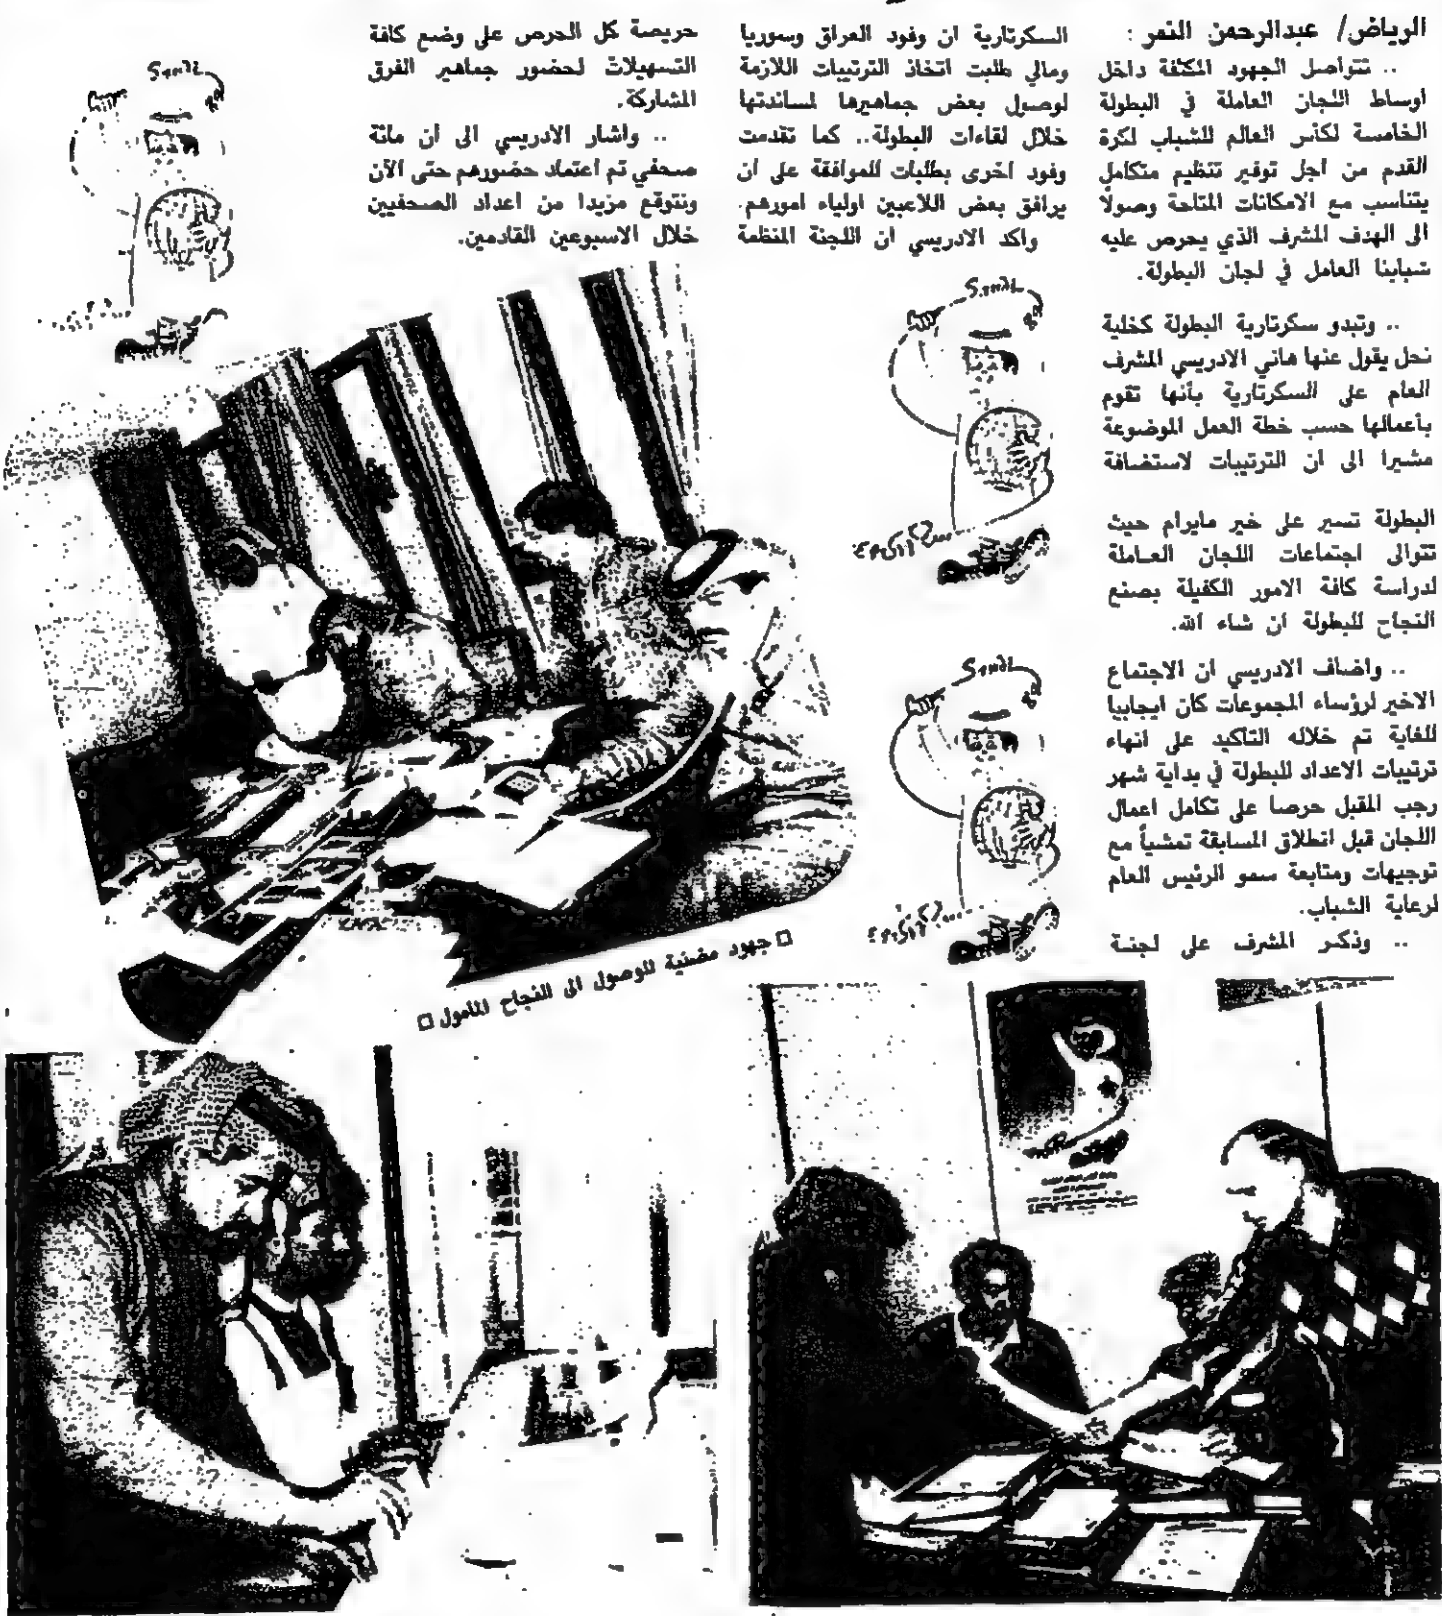 الرياض/ عبدالرحمن النمر :
.. تتواصل الجهود المكثفة داخل
اوساط اللجان العاملة في البطولة
الخامسة لكأس العالم للشباب لكرة
القدم من اجل توفير تنظيم متكامل
يتناسب مع الامكانات المتاحة وصولًا
الى الهدف المشرف الذي يحرص عليه
شبابنا العامل في لجان البطولة.
.. وتبدو سكرتارية البطولة كخلية
نحل يقول عنها هاني الادريسي المشرف
العام على السكرتارية بأنها تقوم
بأعمالها حسب خطة العمل الموضوعة
مشيرا الى ان الترتيبات لاستضافة
البطولة تسير على خير مايرام حيث
تتوالى اجتماعات اللجان العاملة
لدراسة كافة الامور الكفيلة بصنع
النجاح للبطولة ان شاء الله.
.. واضاف الادريسي ان الاجتماع
الاخير لرؤساء المجموعات كان ايجابيا
للغاية تم خلاله التاكيد على انهاء
ترتيبات الاعداد للبطولة في بداية شهر
رجب المقبل حرصا على تكامل اعمال
اللجان قبل انطلاق المسابقة تمشياً مع
توجيهات ومتابعة سمو الرئيس العام
لرعاية الشباب.
.. وذكر المشرف على لجنة
السكرتارية ان وفود العراق وسوريا
ومالي طلبت اتخاذ الترتيبات اللازمة
لوصول بعض جماهيرها لمساندتها
خلال لقاءات البطولة.. كما تقدمت
وفود اخرى بطلبات للموافقة على ان
يرافق بعض اللاعبين اولياء امورهم.
واكد الادريسي ان اللجنة المنظمة
حريصة كل الحرص على وضع كافة
التسهيلات لحضور جماهير الفرق
المشاركة.
.. واشار الادريسي الى ان مائة
صحفي تم اعتماد حضورهم حتى الآن
ونتوقع مزيدا من اعداد الصحفيين
خلال الاسبوعين القادمين.
□ جهود مضنية للوصول الى النجاح المأمول □